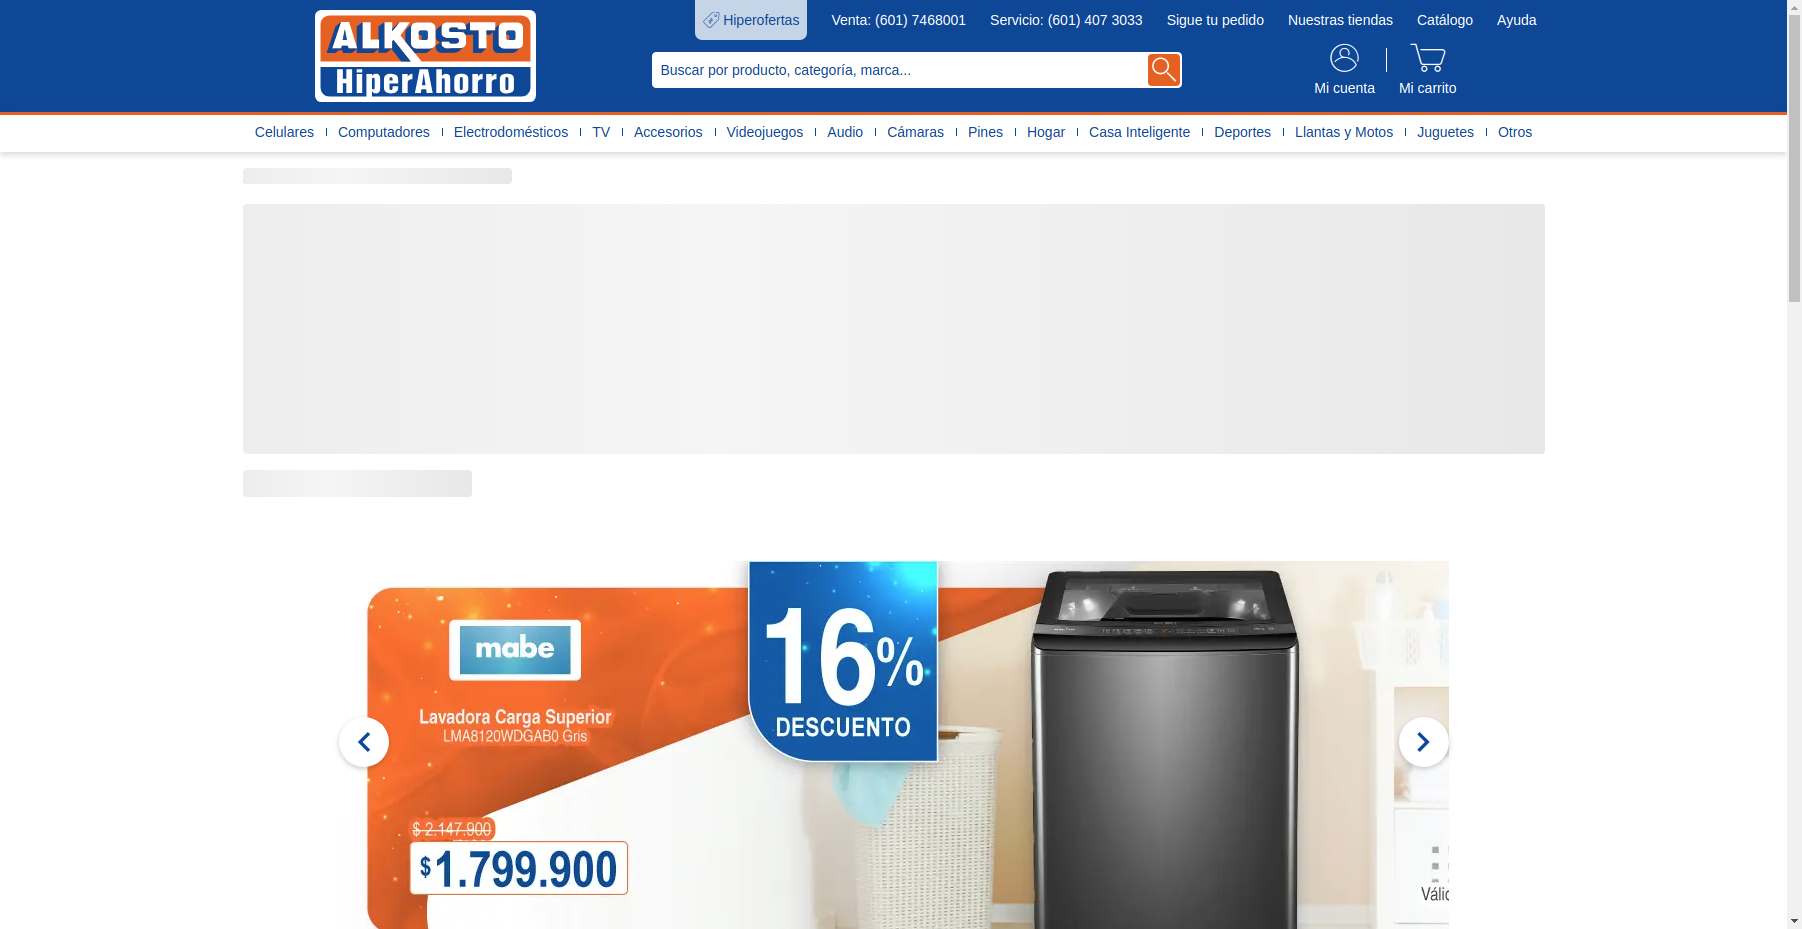 Hiperofertas
Venta: (601) 7468001
Servicio: (601) 407 3033
Sigue tu pedido
Nuestras tiendas
Catálogo
Ayuda
ALKOSTO
HiperAhorro
Buscar por producto, categoría, marca...
Mi cuenta
Mi carrito
Celulares
Computadores
Electrodomésticos
TV
Accesorios
Videojuegos
Audio
Cámaras
Pines
Hogar
Casa Inteligente
Deportes
Llantas y Motos
Juguetes
Otros
mabe
Lavadora Carga Superior
LMA8120WDGAB0 Gris
16%
DESCUENTO
$ 2.147.900
$1.799.900